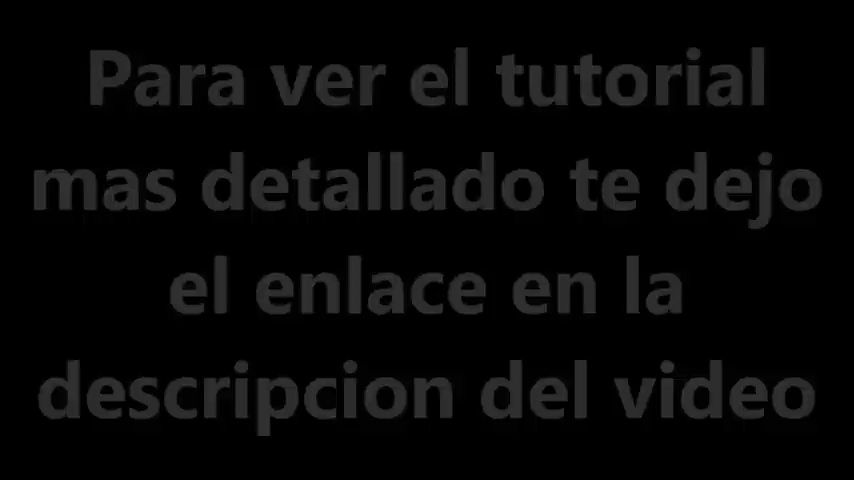 Para ver el tutorial
mas detallado te dejo
el enlace en la
descripcion del video